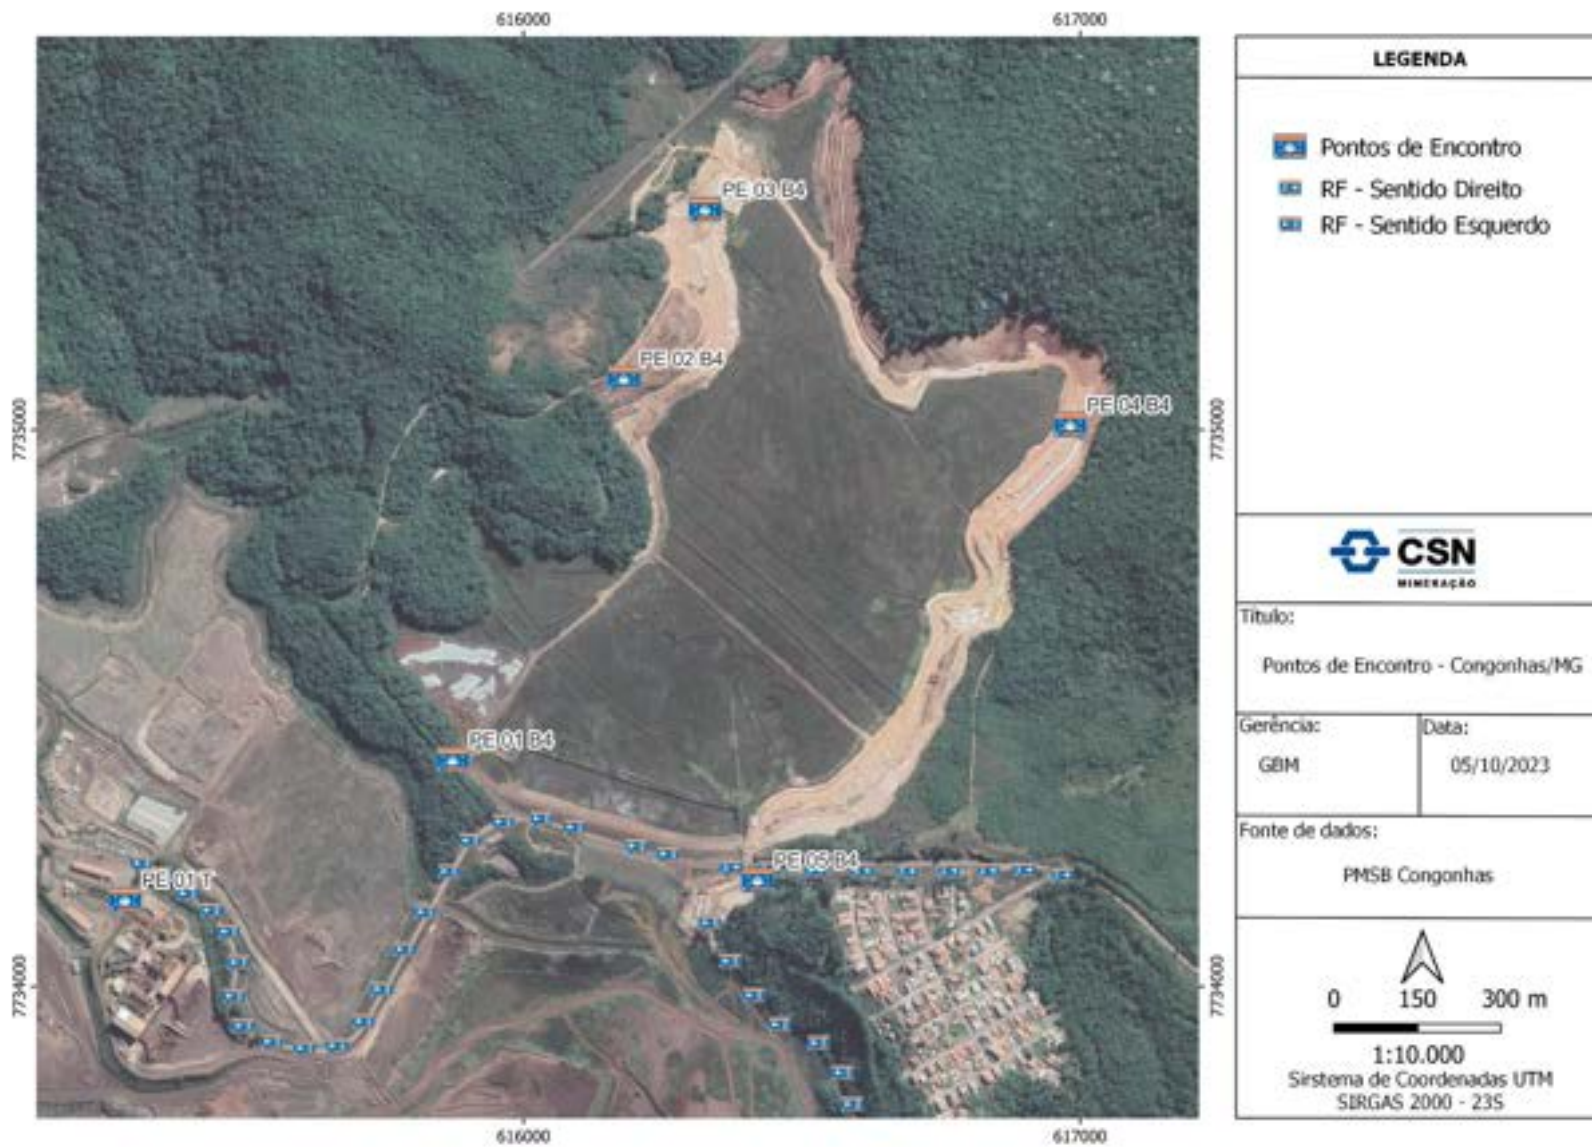 616000
617000
LEGENDA
Pontos de Encontro
RF - Sentido Direito
RF - Sentido Esquerdo
PE 03 B4
PE 02 B4
PE 04 B4
7735000
7735000
CSN
MINERAÇÃO
Título:
Pontos de Encontro - Congonhas/MG
PE 01 B4
Gerência:
Data:
GBM
05/10/2023
Fonte de dados:
PMSB Congonhas
PE 05 B4
PE 01 T
7734000
7734000
0 150 300 m
1:10.000
Sirstema de Coordenadas UTM
SIRGAS 2000 - 23S
616000
617000